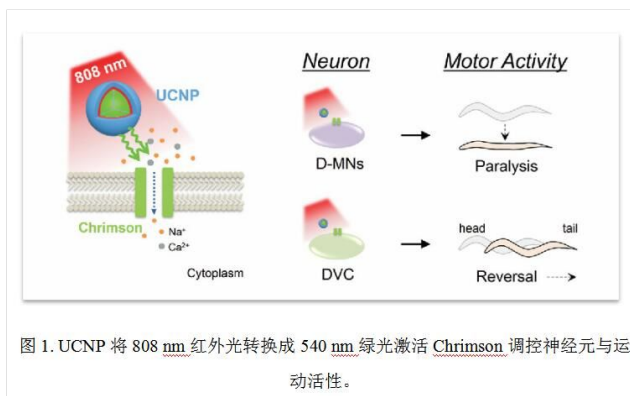 808 nm
UCNP
Chrimson
Na⁺
Ca²⁺
Cytoplasm
Neuron
Motor Activity
D-MNs
Paralysis
DVC
head
tail
Reversal
图 1. UCNP 将 808 nm 红外光转换成 540 nm 绿光激活 Chrimson 调控神经元与运
动活性。